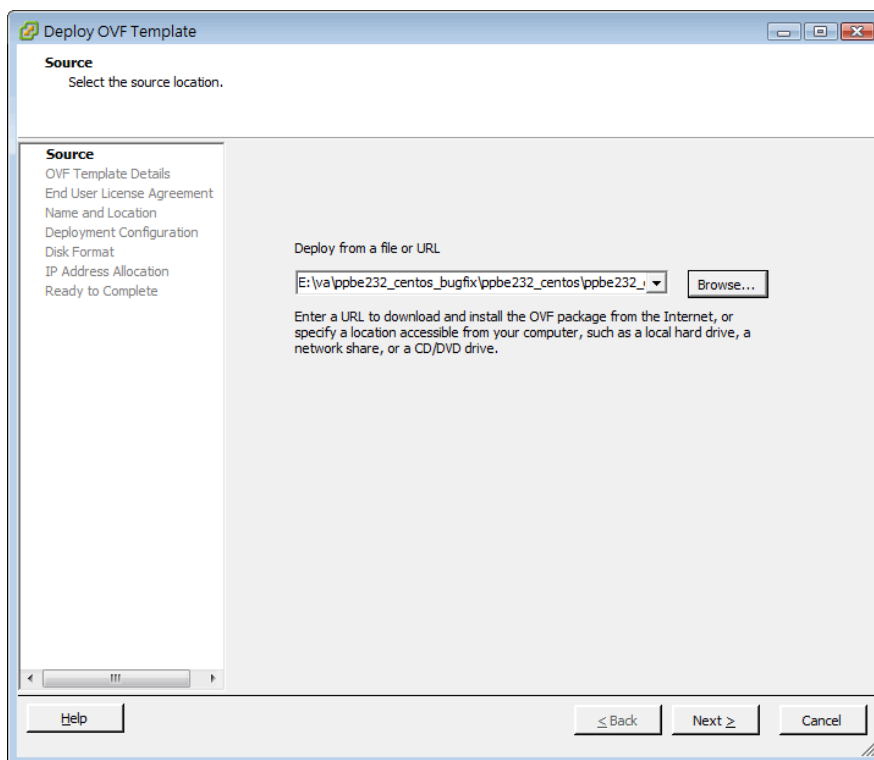 Deploy OVF Template
Source
Select the source location.
Source
OVF Template Details
End User License Agreement
Name and Location
Deployment Configuration
Disk Format
IP Address Allocation
Ready to Complete
Deploy from a file or URL
E:\va\ppbe232_centos_bugfix\ppbe232_centos\ppbe232_
Browse...
Enter a URL to download and install the OVF package from the Internet, or
specify a location accessible from your computer, such as a local hard drive, a
network share, or a CD/DVD drive.
Help
< Back
Next >
Cancel